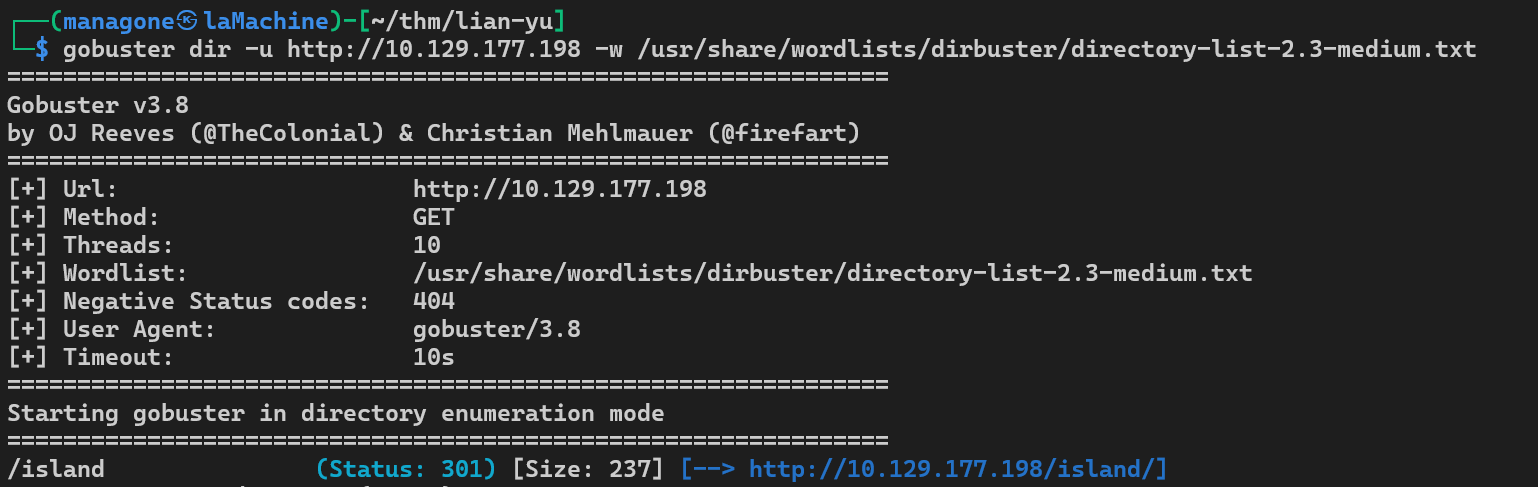 ┌──(managone㉿laMachine)-[~/thm/lian-yu]
└─$ gobuster dir -u http://10.129.177.198 -w /usr/share/wordlists/dirbuster/directory-list-2.3-medium.txt
===============================================================
Gobuster v3.8
by OJ Reeves (@TheColonial) & Christian Mehlmauer (@firefart)
===============================================================
[+] Url:                     http://10.129.177.198
[+] Method:                  GET
[+] Threads:                 10
[+] Wordlist:                /usr/share/wordlists/dirbuster/directory-list-2.3-medium.txt
[+] Negative Status codes:   404
[+] User Agent:              gobuster/3.8
[+] Timeout:                 10s
===============================================================
Starting gobuster in directory enumeration mode
===============================================================
/island               (Status: 301) [Size: 237] [--> http://10.129.177.198/island/]